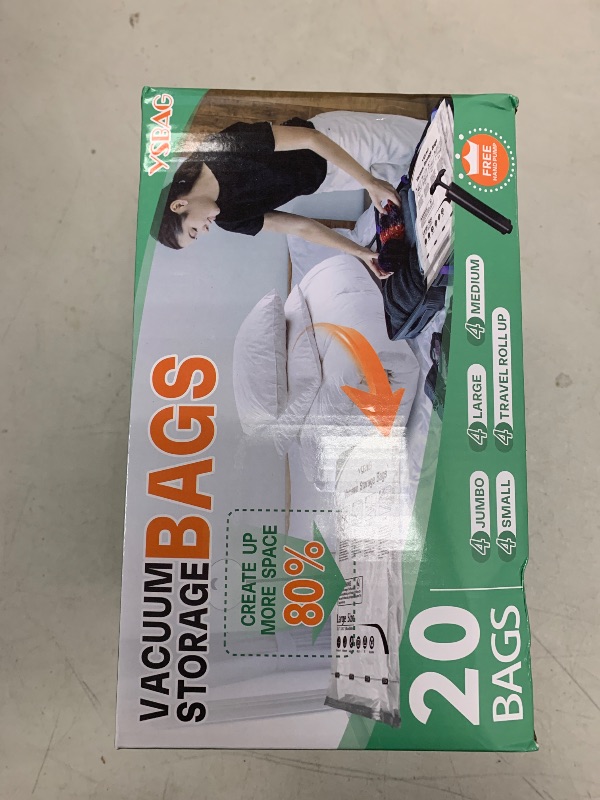 YSBAG
VACUUM
STORAGE
BAGS
CREATE UP
MORE SPACE
80%
FREE
HAND PUMP
20
BAGS
4 JUMBO
4 LARGE
4 MEDIUM
4 SMALL
4 TRAVEL ROLL UP